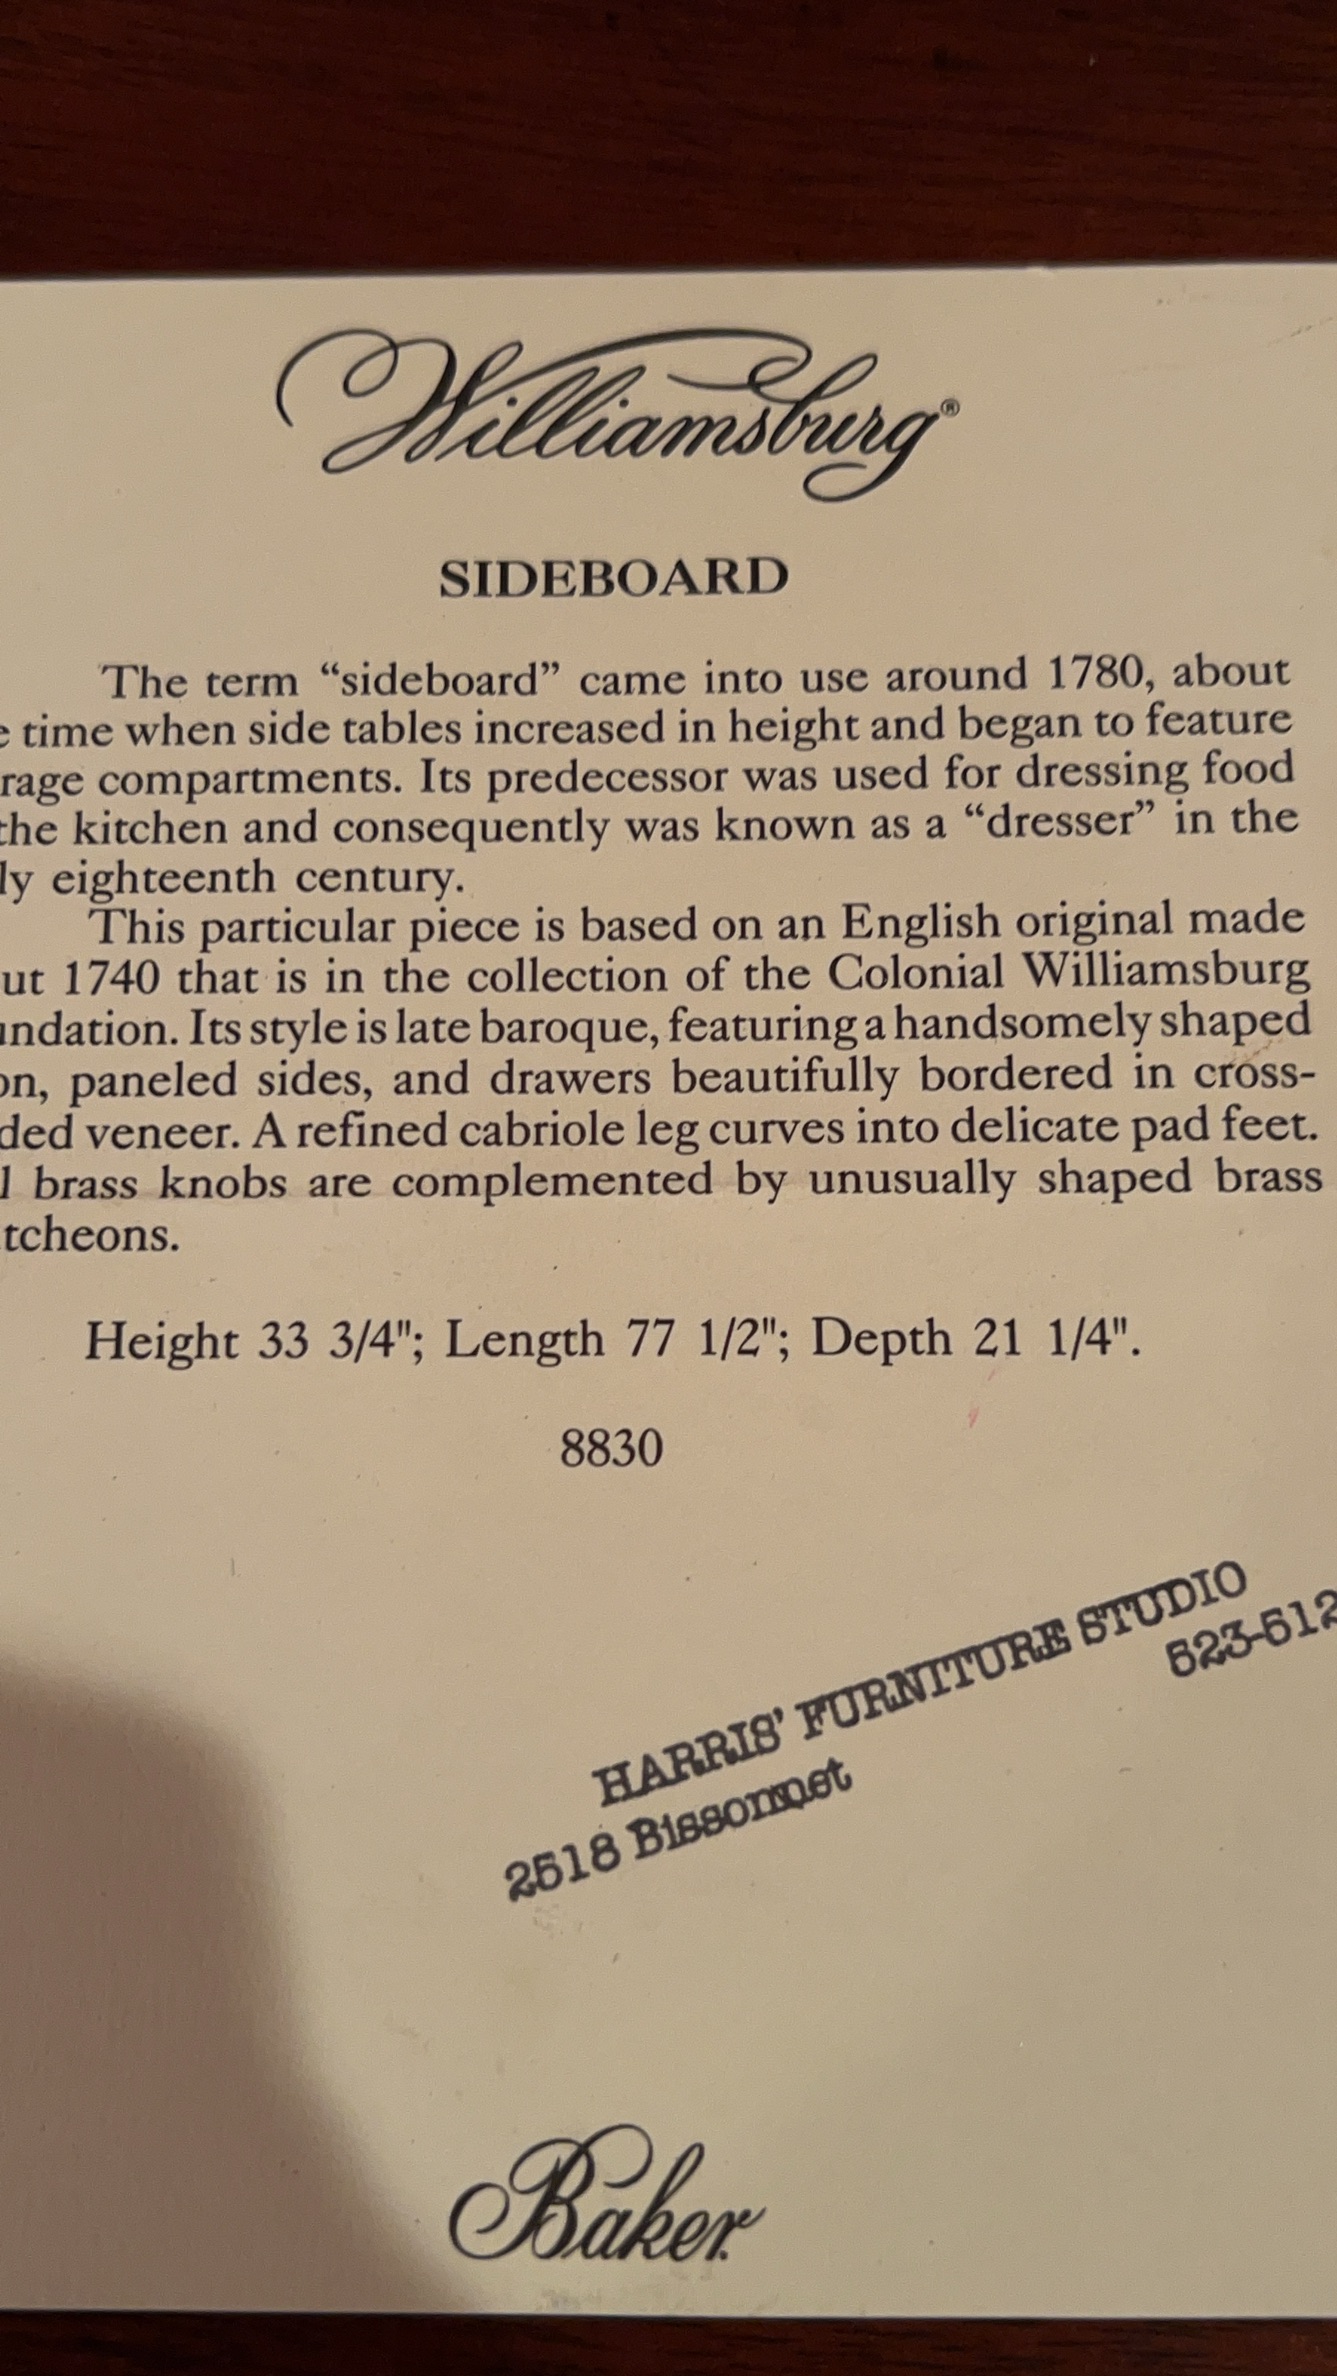 Williamsburg®
SIDEBOARD
The term “sideboard” came into use around 1780, about
e time when side tables increased in height and began to feature
rage compartments. Its predecessor was used for dressing food
the kitchen and consequently was known as a “dresser” in the
ly eighteenth century.
This particular piece is based on an English original made
ut 1740 that is in the collection of the Colonial Williamsburg
undation. Its style is late baroque, featuring a handsomely shaped
on, paneled sides, and drawers beautifully bordered in cross-
ded veneer. A refined cabriole leg curves into delicate pad feet.
l brass knobs are complemented by unusually shaped brass
tcheons.
Height 33 3/4"; Length 77 1/2"; Depth 21 1/4".
8830
HARRIS' FURNITURE STUDIO
2518 Bissonnet 523-512
Baker.